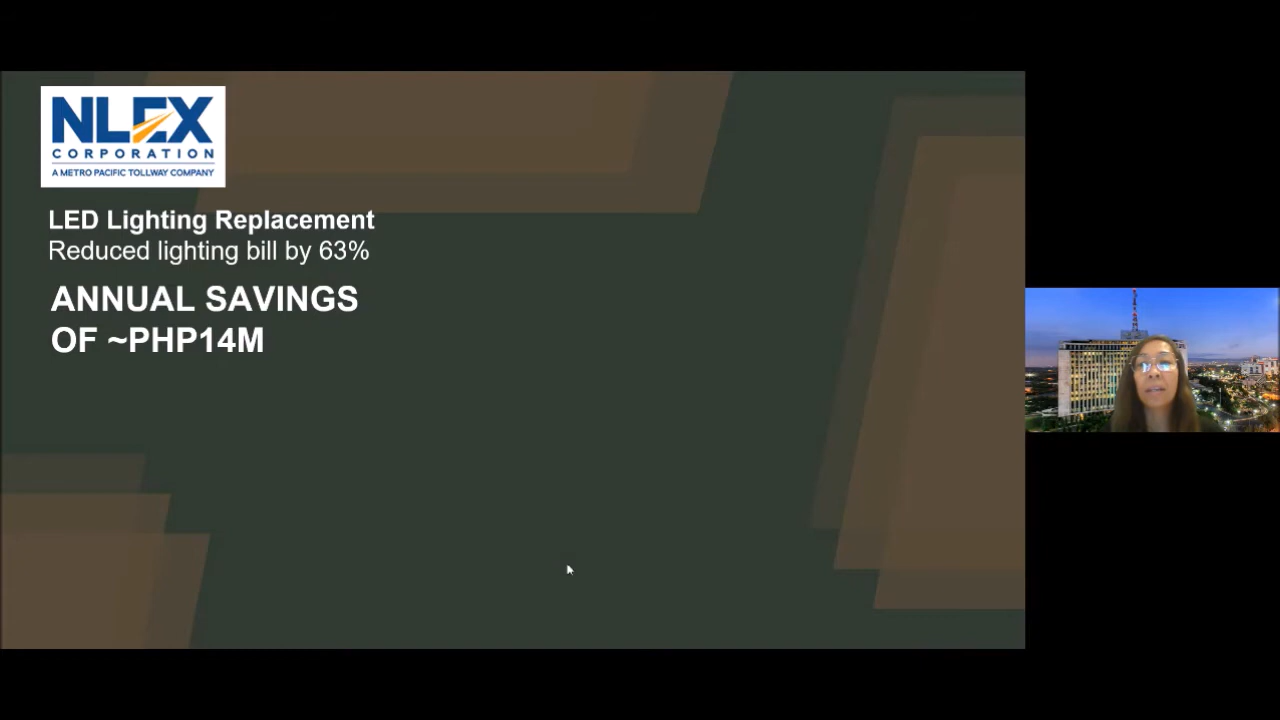 NLEX
CORPORATION
A METRO PACIFIC TOLLWAY COMPANY
LED Lighting Replacement
Reduced lighting bill by 63%
ANNUAL SAVINGS
OF ~PHP14M